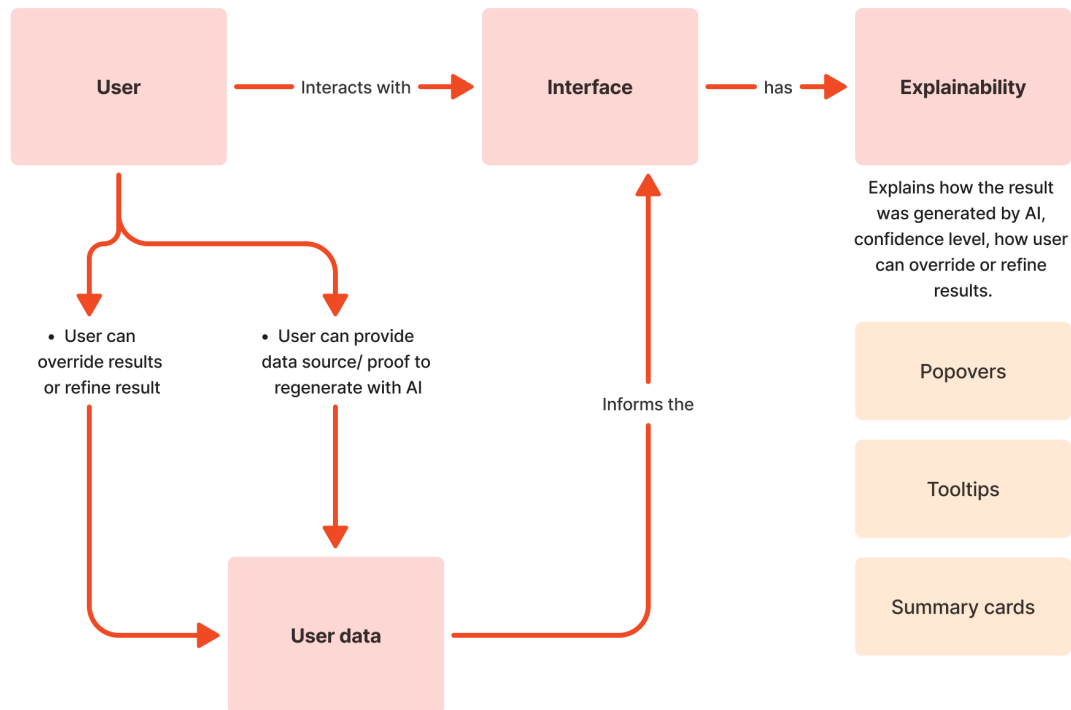 User
Interacts with
Interface
has
Explainability
Explains how the result
was generated by AI,
confidence level, how user
can override or refine
results.
• User can
override results
or refine result
• User can provide
data source/ proof to
regenerate with AI
Informs the
Popovers
Tooltips
Summary cards
User data